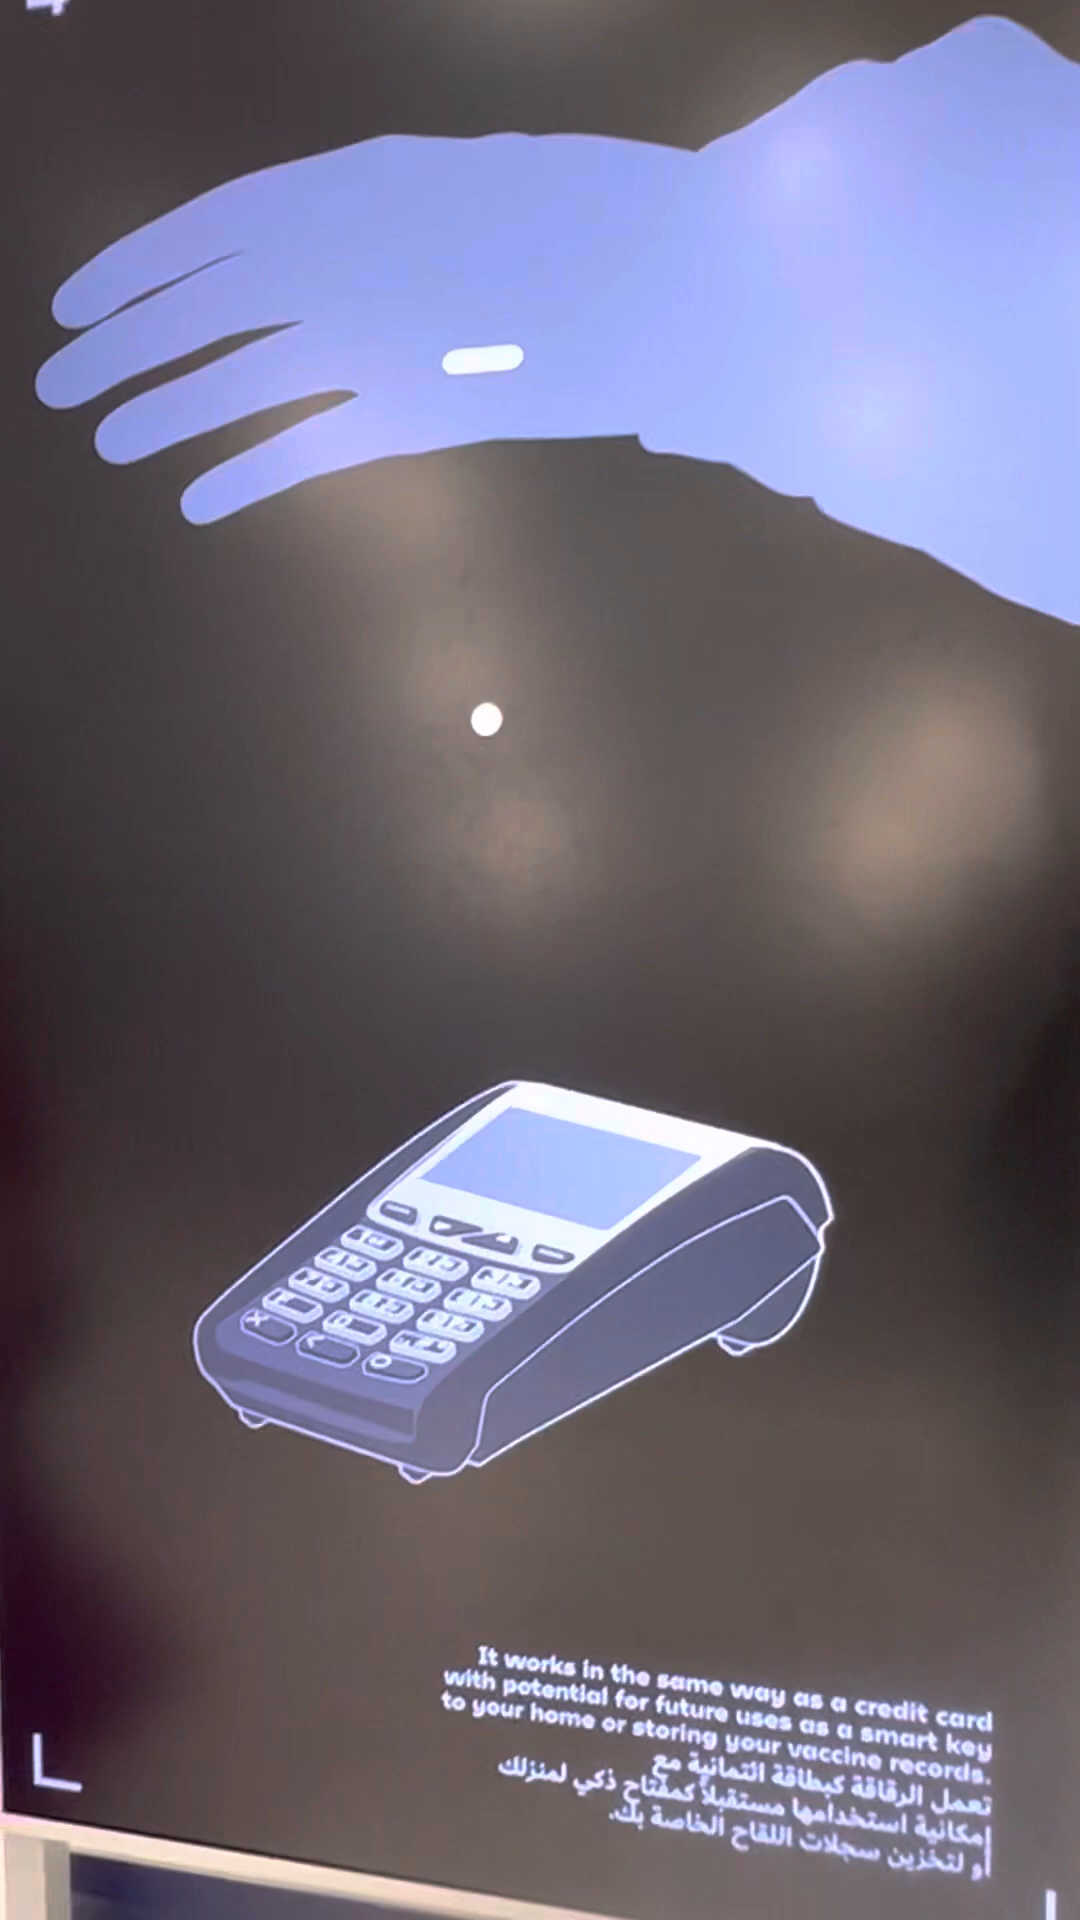 It works in the same way as a credit card
with potential for future uses as a smart key
to your home or storing your vaccine records.
تعمل الرقاقة كبطاقة ائتمانية مع
إمكانية استخدامها مستقبلاً كمفتاح ذكي لمنزلك
أو لتخزين سجلات اللقاح الخاصة بك.